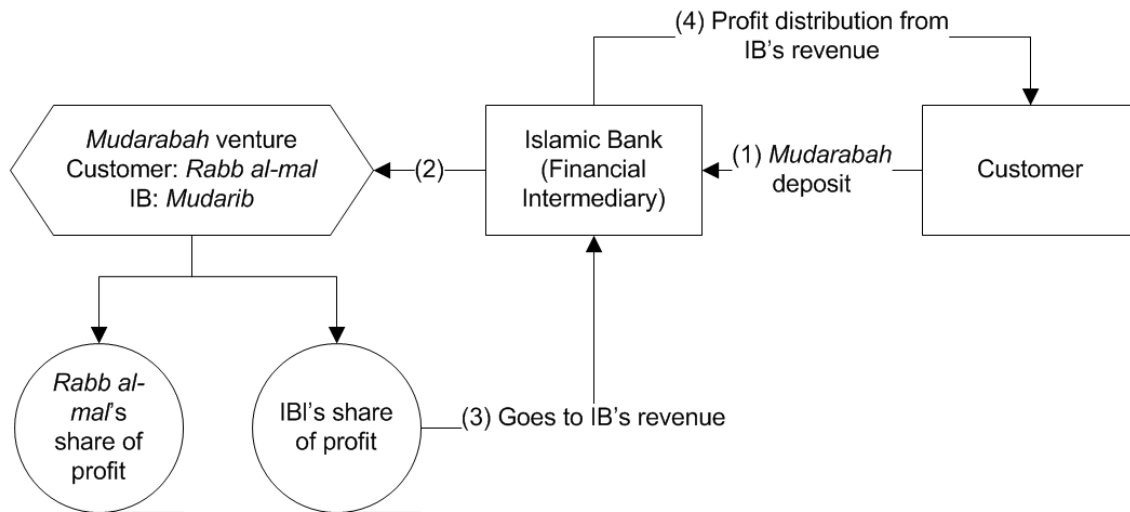 (4) Profit distribution from
IB's revenue
Mudarabah venture
Customer: Rabb al-mal
IB: Mudarib
(2)
Islamic Bank
(Financial
Intermediary)
(1) Mudarabah
deposit
Customer
Rabb al-
mal's
share of
profit
IBI's share
of profit
(3) Goes to IB's revenue